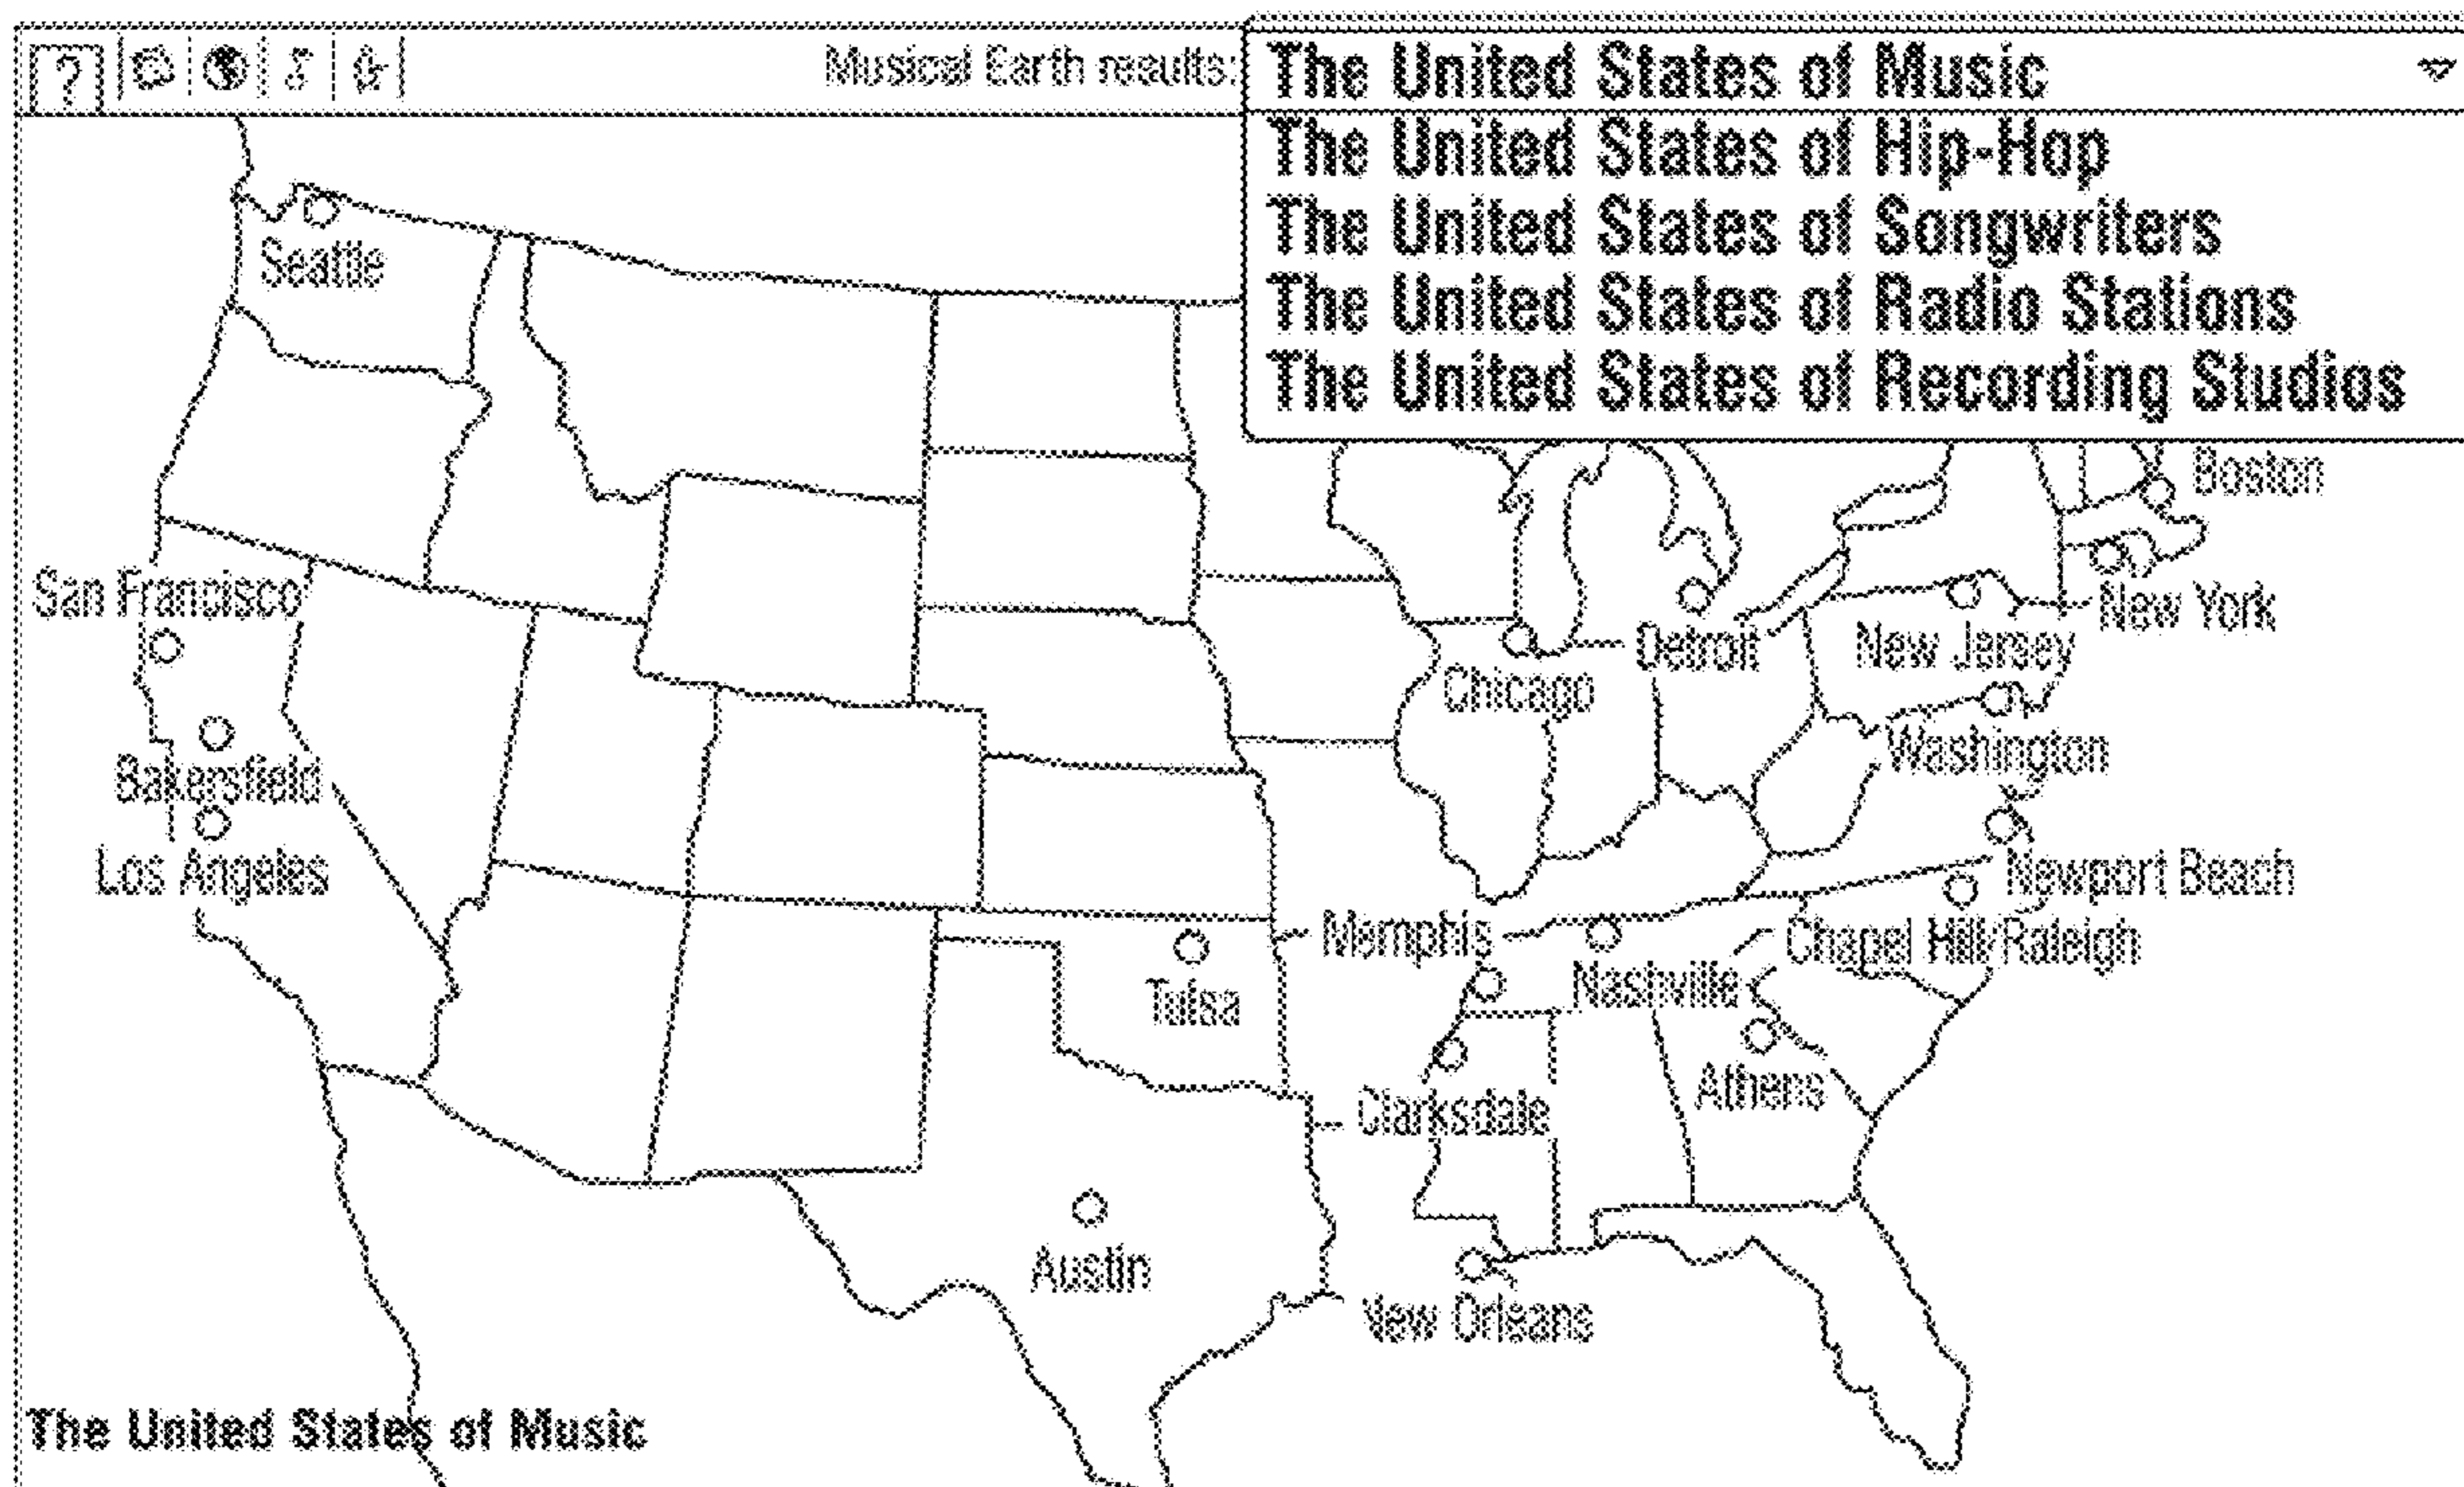 ?
Musical Earth results:
The United States of Music
The United States of Hip-Hop
The United States of Songwriters
The United States of Radio Stations
The United States of Recording Studios
Seattle
Boston
San Francisco
New York
Detroit
New Jersey
Chicago
Washington
Bakersfield
Los Angeles
Newport Beach
Memphis
Chapel Hill/Raleigh
Nashville
Tulsa
Athens
Clarksdale
Austin
New Orleans
The United States of Music